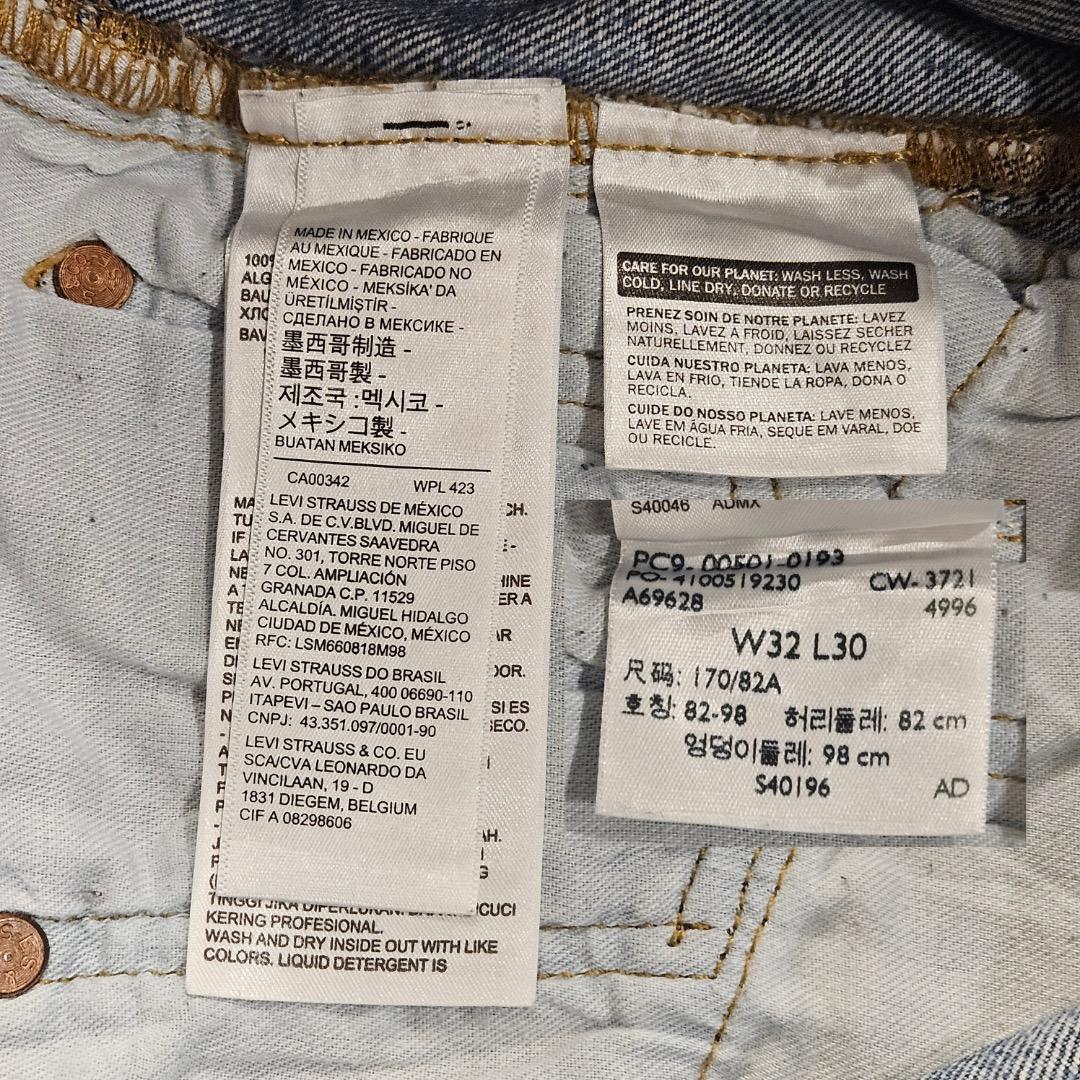 MADE IN MEXICO - FABRIQUE
AU MEXIQUE - FABRICADO EN
MEXICO - FABRICADO NO
MÉXICO - MEKSİKA' DA
ÜRETİLMİŞTİR -
СДЕЛАНО В МЕКСИКЕ -
墨西哥制造 -
墨西哥製 -
제조국 :멕시코 -
メキシコ製 -
BUATAN MEKSIKO
CA00342 WPL 423
LEVI STRAUSS DE MÉXICO
S.A. DE C.V.BLVD. MIGUEL DE
CERVANTES SAAVEDRA
NO. 301, TORRE NORTE PISO
7 COL. AMPLIACIÓN
GRANADA C.P. 11529
ALCALDÍA. MIGUEL HIDALGO
CIUDAD DE MÉXICO, MÉXICO
RFC: LSM660818M98
LEVI STRAUSS DO BRASIL
AV. PORTUGAL, 400 06690-110
ITAPEVI – SAO PAULO BRASIL
CNPJ: 43.351.097/0001-90
LEVI STRAUSS & CO. EU
SCA/CVA LEONARDO DA
VINCILAAN, 19 - D
1831 DIEGEM, BELGIUM
CIF A 08298606
KERING PROFESIONAL.
WASH AND DRY INSIDE OUT WITH LIKE
COLORS. LIQUID DETERGENT IS
CARE FOR OUR PLANET: WASH LESS, WASH
COLD, LINE DRY, DONATE OR RECYCLE
PRENEZ SOIN DE NOTRE PLANETE: LAVEZ
MOINS, LAVEZ A FROID, LAISSEZ SECHER
NATURELLEMENT, DONNEZ OU RECYCLEZ
CUIDA NUESTRO PLANETA: LAVA MENOS,
LAVA EN FRIO, TIENDE LA ROPA, DONA O
RECICLA.
CUIDE DO NOSSO PLANETA: LAVE MENOS,
LAVE EM ÁGUA FRIA, SEQUE EM VARAL, DOE
OU RECICLE.
S40046 ADMX
PC9- 00501-0193
PO- 4100519230 CW- 3721
A69628 4996
W32 L30
尺码: 170/82A
호칭: 82-98 허리둘레: 82 cm
엉덩이둘레: 98 cm
S40196 AD